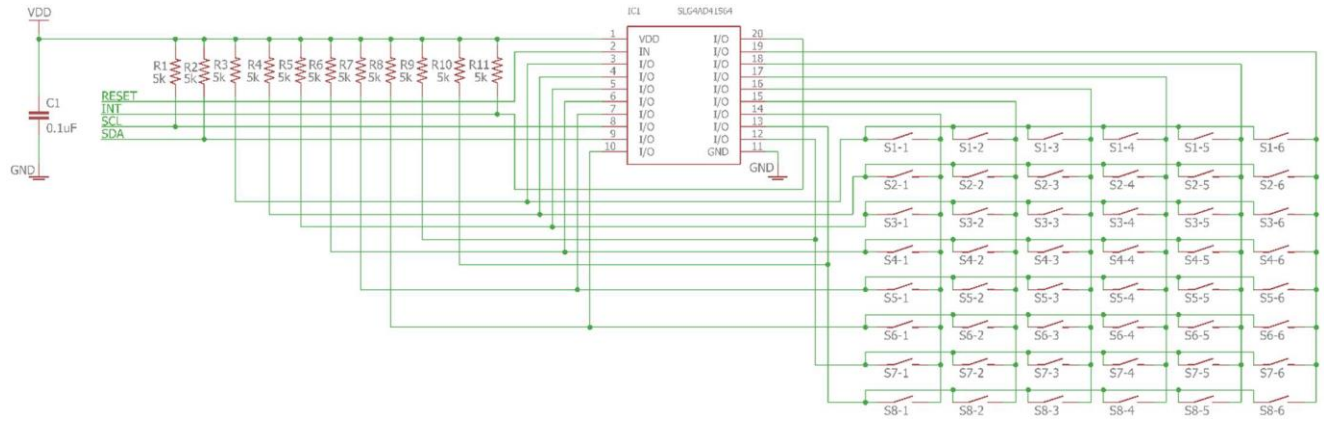 VDD
C1
0.1uF
GND
R1
5k
R2
5k
R3
5k
R4
5k
R5
5k
R6
5k
R7
5k
R8
5k
R9
5k
R10
5k
R11
5k
RESET
INT
SCL
SDA
IC1 SLG4AD41564
1 VDD I/O 20
2 IN I/O 19
3 I/O I/O 18
4 I/O I/O 17
5 I/O I/O 16
6 I/O I/O 15
7 I/O I/O 14
8 I/O I/O 13
9 I/O I/O 12
10 I/O GND 11
GND
S1-1 S1-2 S1-3 S1-4 S1-5 S1-6
S2-1 S2-2 S2-3 S2-4 S2-5 S2-6
S3-1 S3-2 S3-3 S3-4 S3-5 S3-6
S4-1 S4-2 S4-3 S4-4 S4-5 S4-6
S5-1 S5-2 S5-3 S5-4 S5-5 S5-6
S6-1 S6-2 S6-3 S6-4 S6-5 S6-6
S7-1 S7-2 S7-3 S7-4 S7-5 S7-6
S8-1 S8-2 S8-3 S8-4 S8-5 S8-6